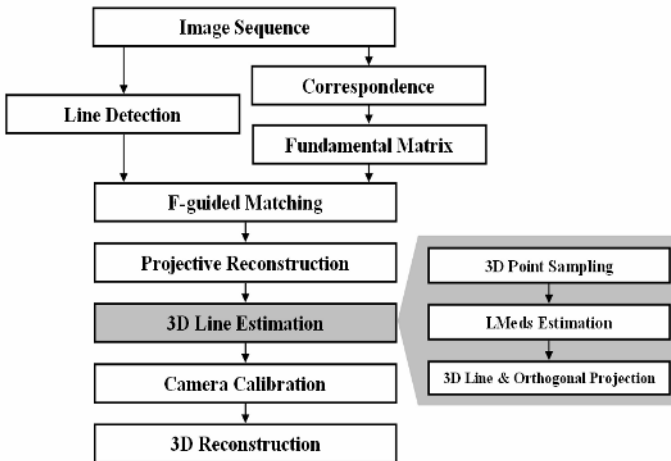 Image Sequence
Line Detection
Correspondence
Fundamental Matrix
F-guided Matching
Projective Reconstruction
3D Line Estimation
Camera Calibration
3D Reconstruction
3D Point Sampling
LMeds Estimation
3D Line & Orthogonal Projection